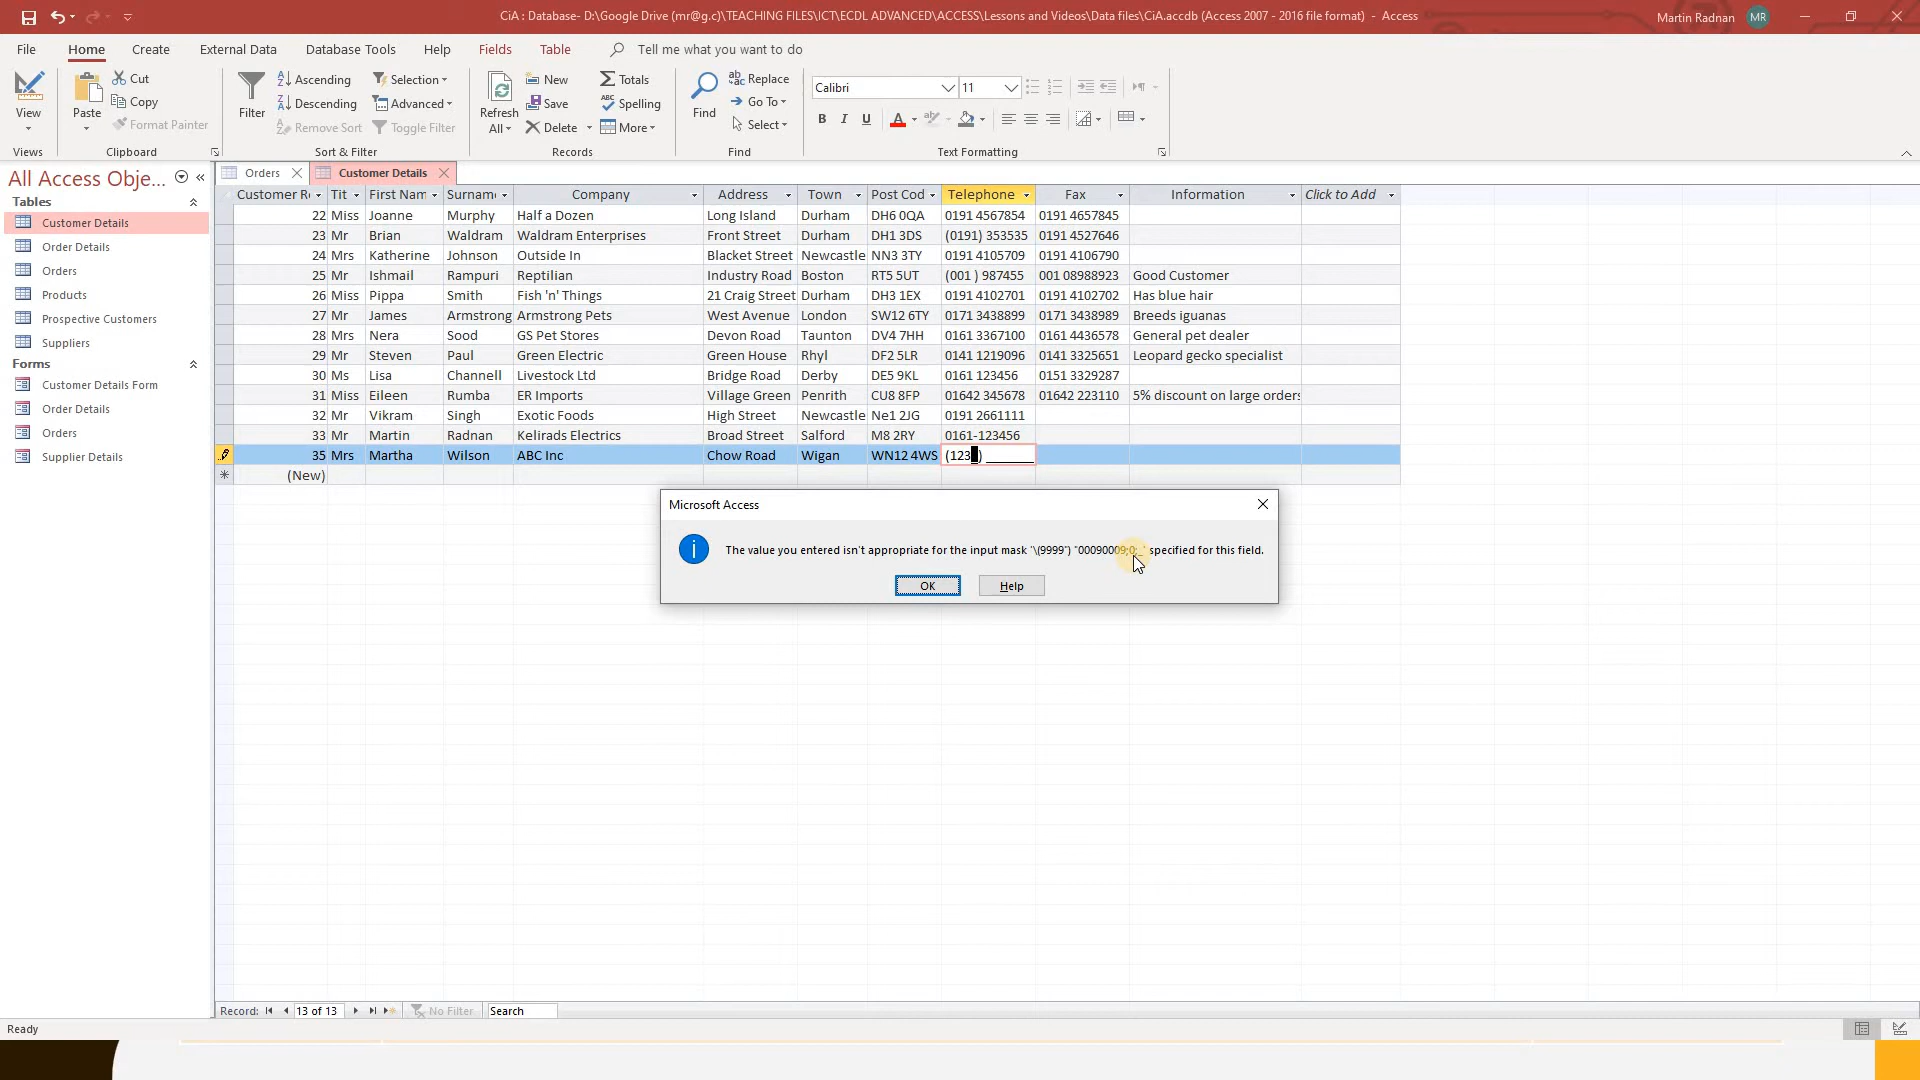 CiA : Database- D:\Google Drive (mr@g.c)\TEACHING FILES\ICT\ECDL ADVANCED\ACCESS\Lessons and Videos\Data files\CiA.accdb (Access 2007 - 2016 file format) - Access
Martin Radnan MR
File Home Create External Data Database Tools Help Fields Table Tell me what you want to do
View
Views
Paste
Cut
Copy
Format Painter
Clipboard
Filter
Ascending
Descending
Remove Sort
Selection
Advanced
Toggle Filter
Sort & Filter
Refresh All
New
Save
Delete
Totals
Spelling
More
Records
Find
Replace
Go To
Select
Find
Calibri 11
Text Formatting
All Access Obje...
Tables
Customer Details
Order Details
Orders
Products
Prospective Customers
Suppliers
Forms
Customer Details Form
Order Details
Orders
Supplier Details
Orders Customer Details
Customer Re Tit First Nam Surname Company Address Town Post Cod Telephone Fax Information Click to Add
22 Miss Joanne Murphy Half a Dozen Long Island Durham DH6 0QA 0191 4567854 0191 4657845
23 Mr Brian Waldram Waldram Enterprises Front Street Durham DH1 3DS (0191) 353535 0191 4527646
24 Mrs Katherine Johnson Outside In Blacket Street Newcastle NN3 3TY 0191 4105709 0191 4106790
25 Mr Ishmail Rampuri Reptilian Industry Road Boston RT5 5UT (001 ) 987455 001 08988923 Good Customer
26 Miss Pippa Smith Fish 'n' Things 21 Craig Street Durham DH3 1EX 0191 4102701 0191 4102702 Has blue hair
27 Mr James Armstrong Armstrong Pets West Avenue London SW12 6TY 0171 3438899 0171 3438989 Breeds iguanas
28 Mrs Nera Sood GS Pet Stores Devon Road Taunton DV4 7HH 0161 3367100 0161 4436578 General pet dealer
29 Mr Steven Paul Green Electric Green House Rhyl DF2 5LR 0141 1219096 0141 3325651 Leopard gecko specialist
30 Ms Lisa Channell Livestock Ltd Bridge Road Derby DE5 9KL 0161 123456 0151 3329287
31 Miss Eileen Rumba ER Imports Village Green Penrith CU8 8FP 01642 345678 01642 223110 5% discount on large orders
32 Mr Vikram Singh Exotic Foods High Street Newcastle Ne1 2JG 0191 2661111
33 Mr Martin Radnan Kelirads Electrics Broad Street Salford M8 2RY 0161-123456
35 Mrs Martha Wilson ABC Inc Chow Road Wigan WN12 4WS (123_) _______
(New)
Microsoft Access
The value you entered isn't appropriate for the input mask '\(9999") "00090009;0;_' specified for this field.
OK Help
Record: 13 of 13 No Filter Search
Ready